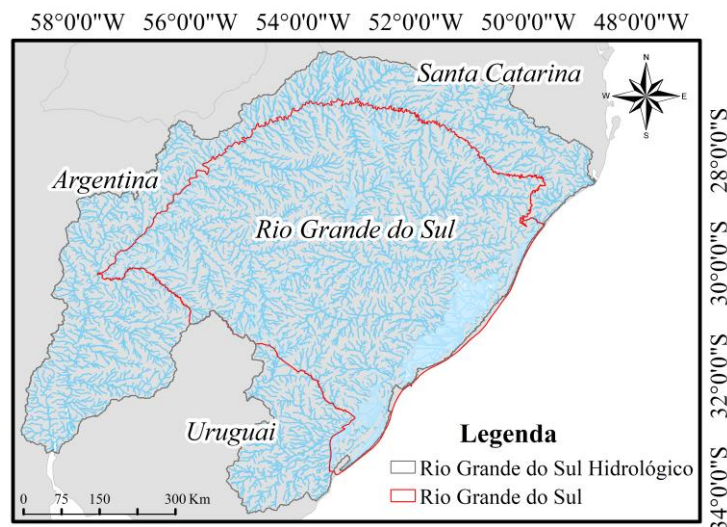 58°0'0"W 56°0'0"W 54°0'0"W 52°0'0"W 50°0'0"W 48°0'0"W
Santa Catarina
N
W E
S
28°0'0"S
Argentina
Rio Grande do Sul
30°0'0"S
32°0'0"S
Uruguai
Legenda
Rio Grande do Sul Hidrológico
Rio Grande do Sul
0 75 150 300 Km
34°0'0"S